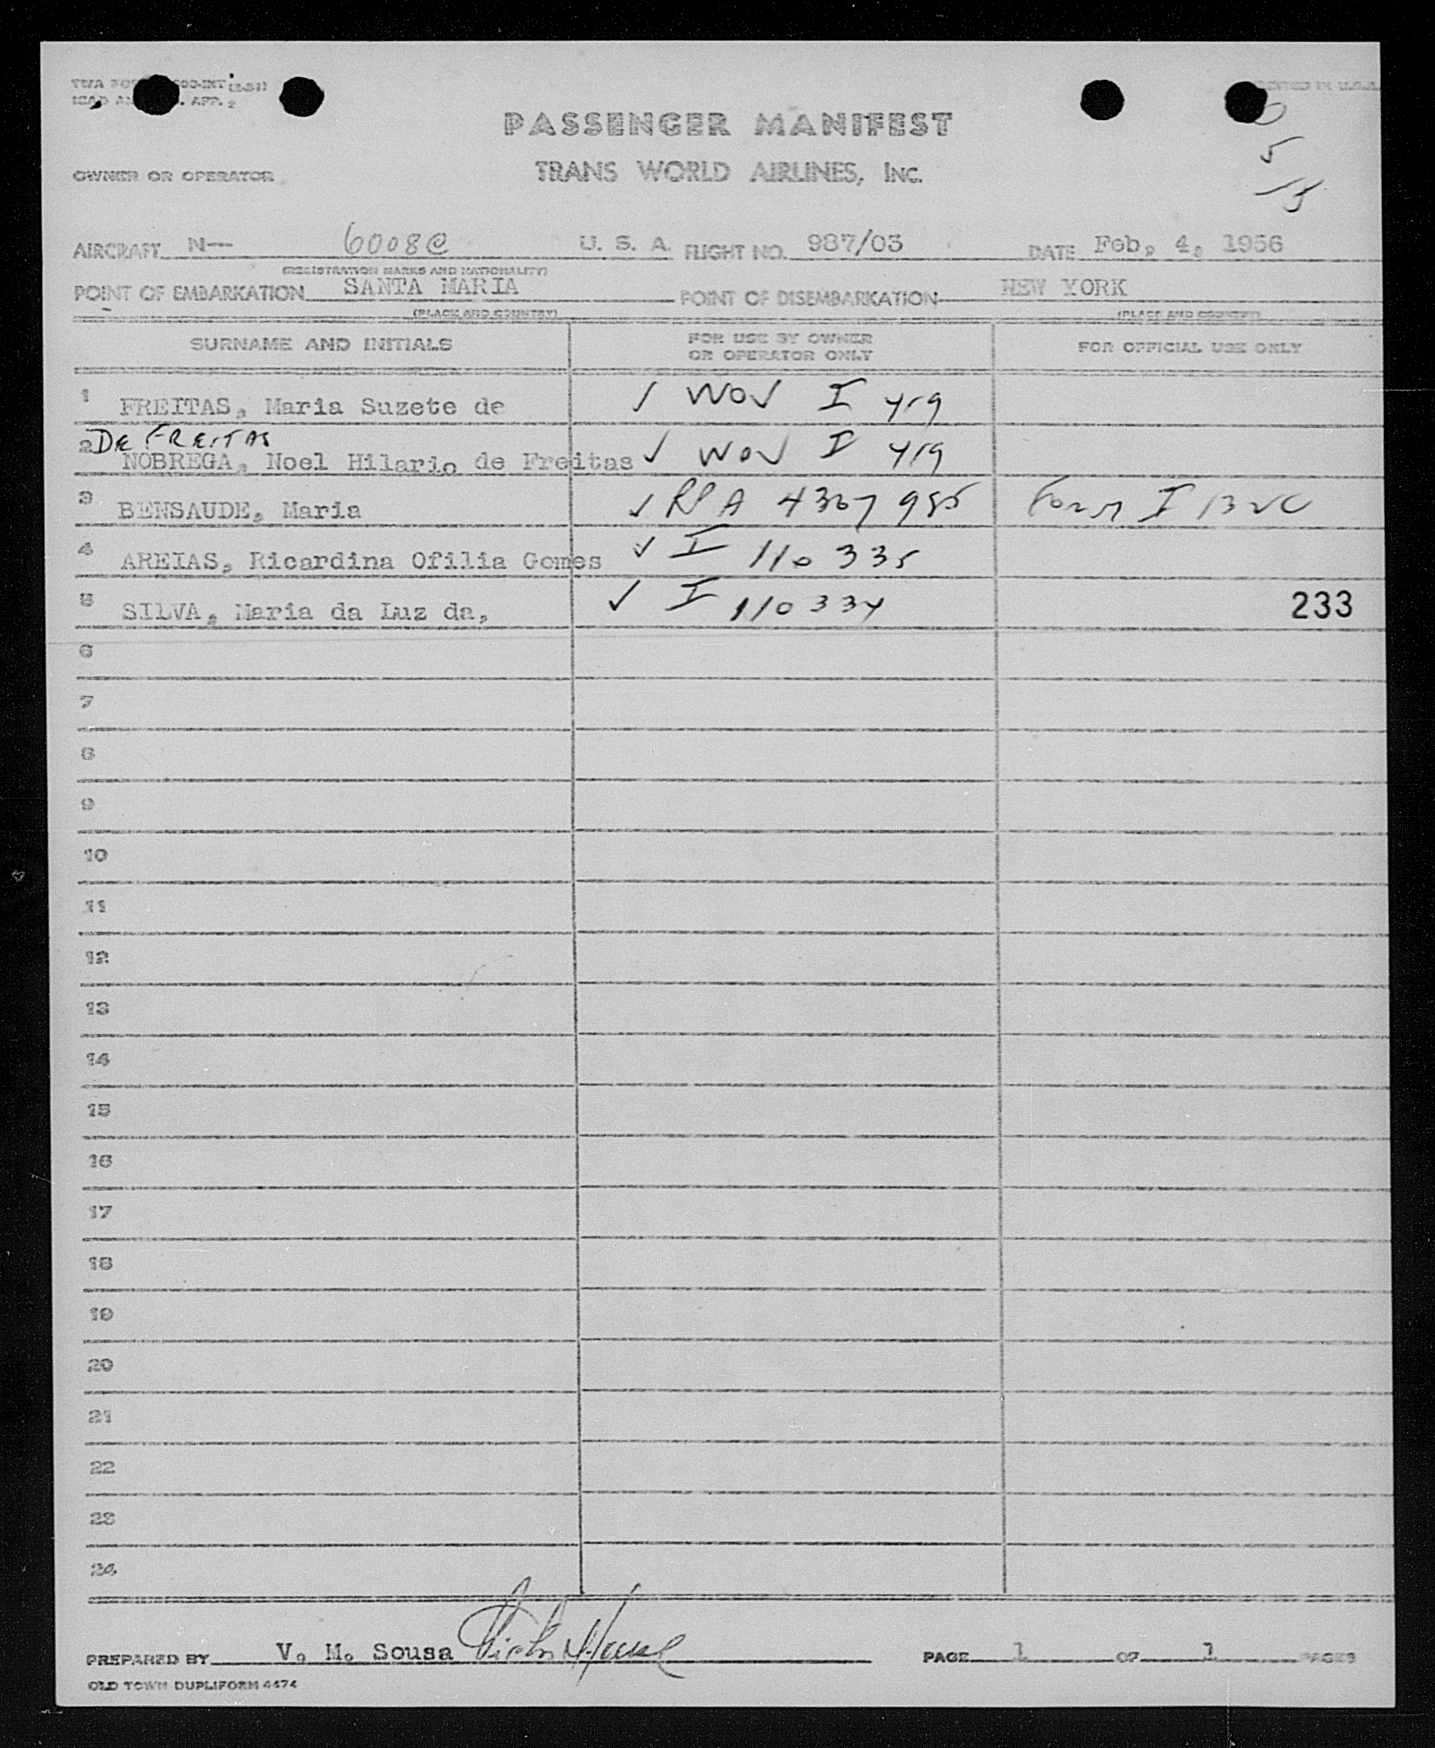 PRINTED IN U.S.A.
PASSENGER MANIFEST
TRANS WORLD AIRLINES, INC.
5
OWNER OR OPERATOR
AIRCRAFT N-- 6008C U. S. A. FLIGHT NO. 987/03 DATE Feb, 4, 1956
(REGISTRATION MARKS AND NATIONALITY)
POINT OF EMBARKATION SANTA MARIA POINT OF DISEMBARKATION NEW YORK
(PLACE AND COUNTRY) (PLACE AND COUNTRY)
SURNAME AND INITIALS FOR USE BY OWNER OR OPERATOR ONLY FOR OFFICIAL USE ONLY
1 FREITAS, Maria Suzete de ✓ WOV I
DE FREITAS
2 NOBREGA, Noel Hilario de Freitas ✓ WOV I
3 BENSAUDE, Maria ✓ RPA 4367985 Form I
4 AREIAS, Ricardina Ofilia Gomes ✓ I 110335
5 SILVA, Maria da Luz da, ✓ I 110334 233
6
7
8
9
10
11
12
13
14
15
16
17
18
19
20
21
22
23
24
PREPARED BY V. M. Sousa PAGE 1 OF 1 PAGES
OLD TOWN DUPLIFORM 4474